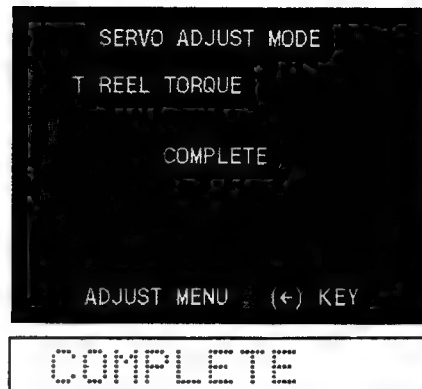 SERVO ADJUST MODE
T REEL TORQUE
COMPLETE
ADJUST MENU : (←) KEY
COMPLETE